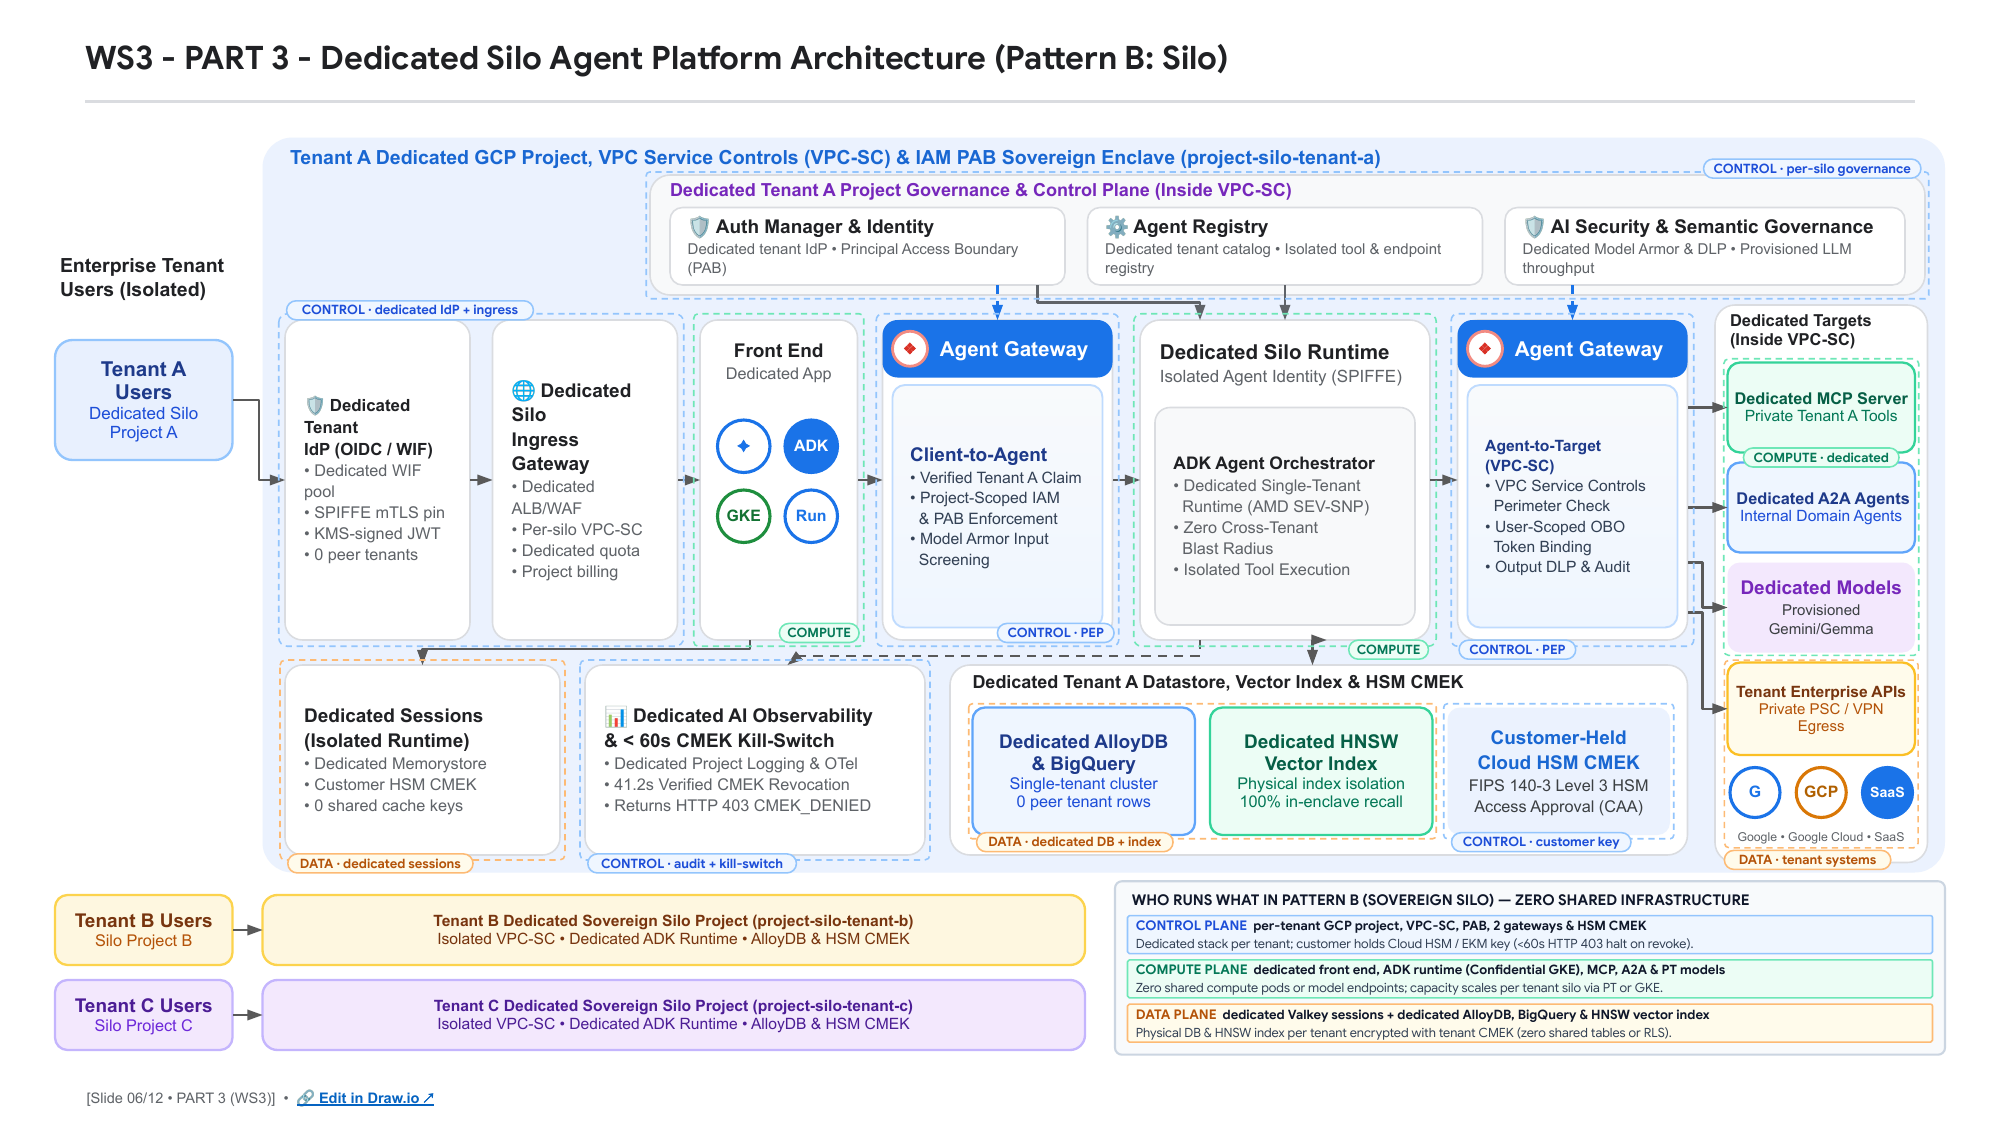 WS3 - PART 3 - Dedicated Silo Agent Platform Architecture (Pattern B: Silo)
Tenant A Dedicated GCP Project, VPC Service Controls (VPC-SC) & IAM PAB Sovereign Enclave (project-silo-tenant-a)
CONTROL · per-silo governance
Dedicated Tenant A Project Governance & Control Plane (Inside VPC-SC)
🛡️ Auth Manager & Identity
Dedicated tenant IdP • Principal Access Boundary
(PAB)
⚙️ Agent Registry
Dedicated tenant catalog • Isolated tool & endpoint
registry
🛡️ AI Security & Semantic Governance
Dedicated Model Armor & DLP • Provisioned LLM
throughput
Enterprise Tenant
Users (Isolated)
Tenant A
Users
Dedicated Silo
Project A
CONTROL · dedicated IdP + ingress
🛡️ Dedicated
Tenant
IdP (OIDC / WIF)
• Dedicated WIF
pool
• SPIFFE mTLS pin
• KMS-signed JWT
• 0 peer tenants
🌐 Dedicated
Silo
Ingress
Gateway
• Dedicated
ALB/WAF
• Per-silo VPC-SC
• Dedicated quota
• Project billing
Front End
Dedicated App
✦
ADK
GKE
Run
COMPUTE
Agent Gateway
Client-to-Agent
• Verified Tenant A Claim
• Project-Scoped IAM
& PAB Enforcement
• Model Armor Input
Screening
CONTROL · PEP
Dedicated Silo Runtime
Isolated Agent Identity (SPIFFE)
ADK Agent Orchestrator
• Dedicated Single-Tenant
Runtime (AMD SEV-SNP)
• Zero Cross-Tenant
Blast Radius
• Isolated Tool Execution
COMPUTE
Agent Gateway
Agent-to-Target
(VPC-SC)
• VPC Service Controls
Perimeter Check
• User-Scoped OBO
Token Binding
• Output DLP & Audit
CONTROL · PEP
Dedicated Targets
(Inside VPC-SC)
Dedicated MCP Server
Private Tenant A Tools
COMPUTE · dedicated
Dedicated A2A Agents
Internal Domain Agents
Dedicated Models
Provisioned
Gemini/Gemma
Tenant Enterprise APIs
Private PSC / VPN
Egress
G
GCP
SaaS
Google • Google Cloud • SaaS
DATA · tenant systems
Dedicated Sessions
(Isolated Runtime)
• Dedicated Memorystore
• Customer HSM CMEK
• 0 shared cache keys
DATA · dedicated sessions
📊 Dedicated AI Observability
& < 60s CMEK Kill-Switch
• Dedicated Project Logging & OTel
• 41.2s Verified CMEK Revocation
• Returns HTTP 403 CMEK_DENIED
CONTROL · audit + kill-switch
Dedicated Tenant A Datastore, Vector Index & HSM CMEK
Dedicated AlloyDB
& BigQuery
Single-tenant cluster
0 peer tenant rows
Dedicated HNSW
Vector Index
Physical index isolation
100% in-enclave recall
DATA · dedicated DB + index
Customer-Held
Cloud HSM CMEK
FIPS 140-3 Level 3 HSM
Access Approval (CAA)
CONTROL · customer key
Tenant B Users
Silo Project B
Tenant B Dedicated Sovereign Silo Project (project-silo-tenant-b)
Isolated VPC-SC • Dedicated ADK Runtime • AlloyDB & HSM CMEK
Tenant C Users
Silo Project C
Tenant C Dedicated Sovereign Silo Project (project-silo-tenant-c)
Isolated VPC-SC • Dedicated ADK Runtime • AlloyDB & HSM CMEK
WHO RUNS WHAT IN PATTERN B (SOVEREIGN SILO) — ZERO SHARED INFRASTRUCTURE
CONTROL PLANE per-tenant GCP project, VPC-SC, PAB, 2 gateways & HSM CMEK
Dedicated stack per tenant; customer holds Cloud HSM / EKM key (<60s HTTP 403 halt on revoke).
COMPUTE PLANE dedicated front end, ADK runtime (Confidential GKE), MCP, A2A & PT models
Zero shared compute pods or model endpoints; capacity scales per tenant silo via PT or GKE.
DATA PLANE dedicated Valkey sessions + dedicated AlloyDB, BigQuery & HNSW vector index
Physical DB & HNSW index per tenant encrypted with tenant CMEK (zero shared tables or RLS).
[Slide 06/12 • PART 3 (WS3)] • 🔗 Edit in Draw.io ↗